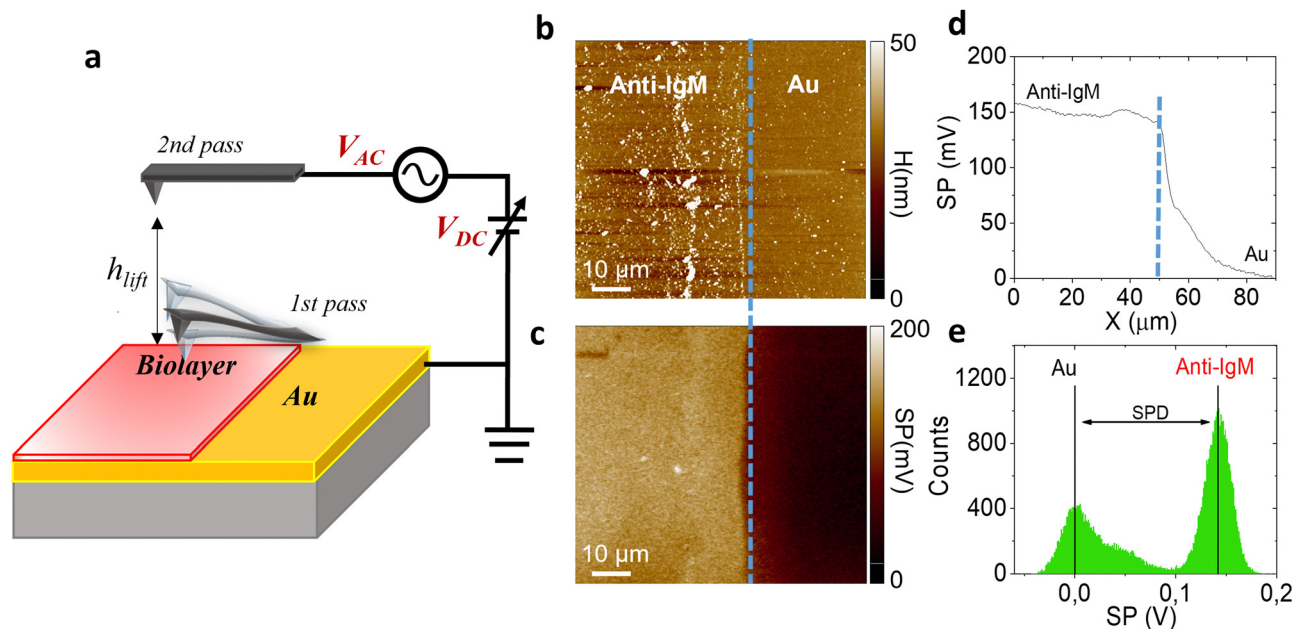 a
2nd pass
V_AC
V_DC
h_lift
1st pass
Biolayer
Au
b
Anti-IgM
Au
10 µm
50
H(nm)
0
c
10 µm
200
SP(mV)
0
d
200
150
100
50
0
SP (mV)
Anti-IgM
Au
0 20 40 60 80
X (µm)
e
Au
Anti-IgM
SPD
1200
900
600
400
0
Counts
0,0 0,1 0,2
SP (V)